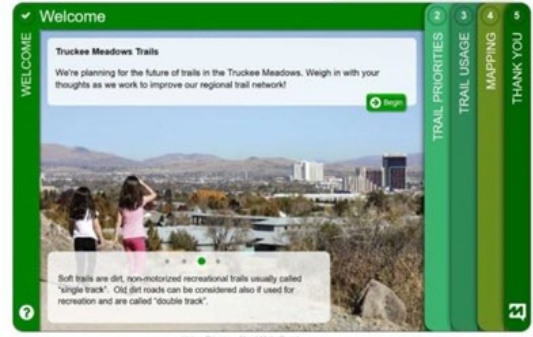 Welcome
WELCOME
Truckee Meadows Trails
We're planning for the future of trails in the Truckee Meadows. Weigh in with your
thoughts as we work to improve our regional trail network!
Begin
Soft trails are dirt, non-motorized recreational trails usually called
"single track". Old dirt roads can be considered also if used for
recreation and are called "double track".
?
2
TRAIL PRIORITIES
3
TRAIL USAGE
4
MAPPING
5
THANK YOU